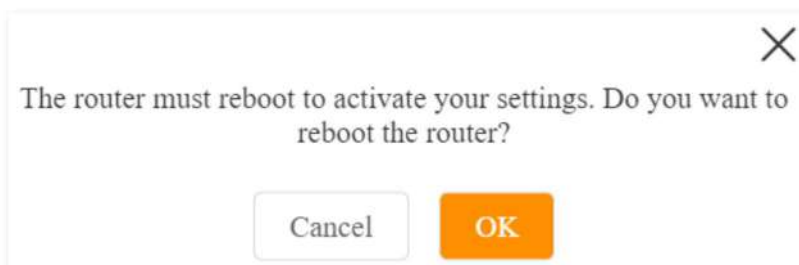 The router must reboot to activate your settings. Do you want to
reboot the router?
Cancel OK